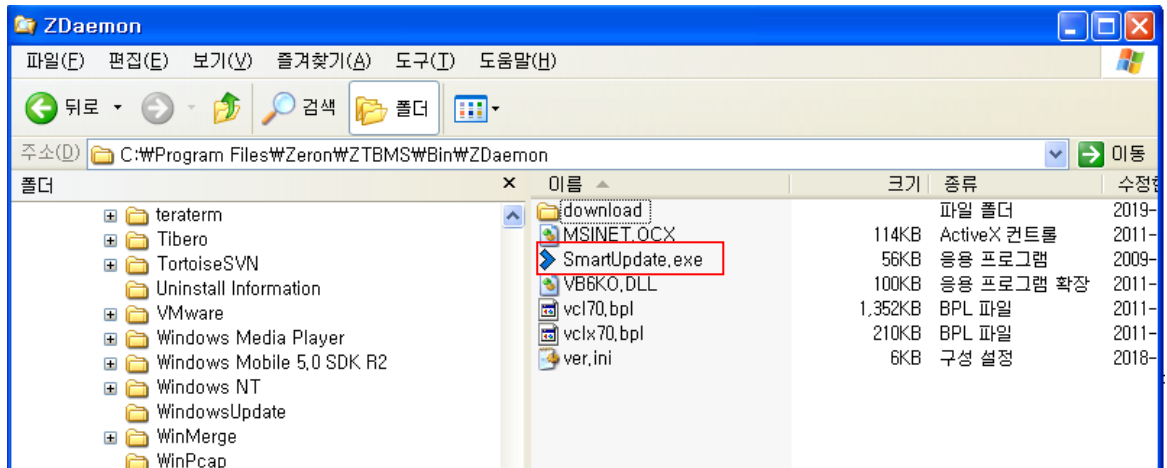 ZDaemon
파일(F) 편집(E) 보기(V) 즐겨찾기(A) 도구(T) 도움말(H)
뒤로 검색 폴더
주소(D) C:₩Program Files₩Zeron₩ZTBMS₩Bin₩ZDaemon 이동
폴더 × 이름 크기 종류
teraterm
Tibero
TortoiseSVN
Uninstall Information
VMware
Windows Media Player
Windows Mobile 5.0 SDK R2
Windows NT
WindowsUpdate
WinMerge
WinPcap
download 파일 폴더 2019-
MSINET.OCX 114KB ActiveX 컨트롤 2011-
SmartUpdate.exe 56KB 응용 프로그램 2009-
VB6KO.DLL 100KB 응용 프로그램 확장 2011-
vcl70.bpl 1,352KB BPL 파일 2011-
vclx70.bpl 210KB BPL 파일 2011-
ver.ini 6KB 구성 설정 2018-